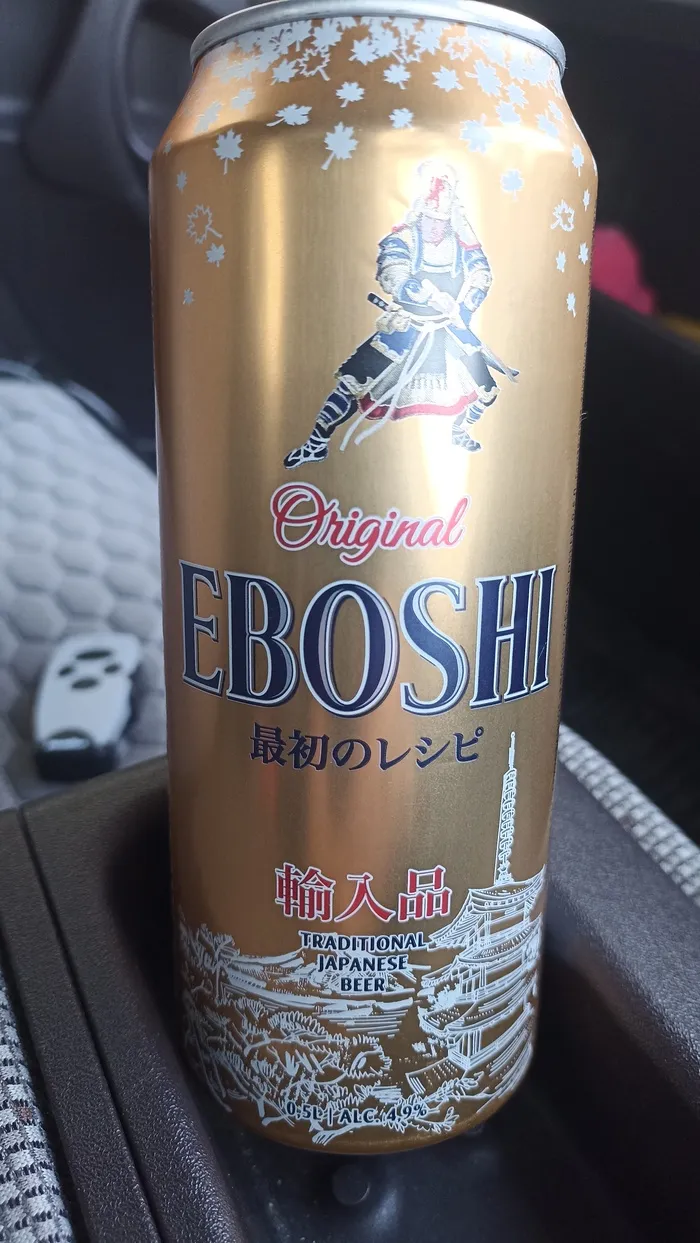 Original
EBOSHI
最初のレシピ
輸入品
TRADITIONAL
JAPANESE
BEER
0,5L | ALC. 4.9%